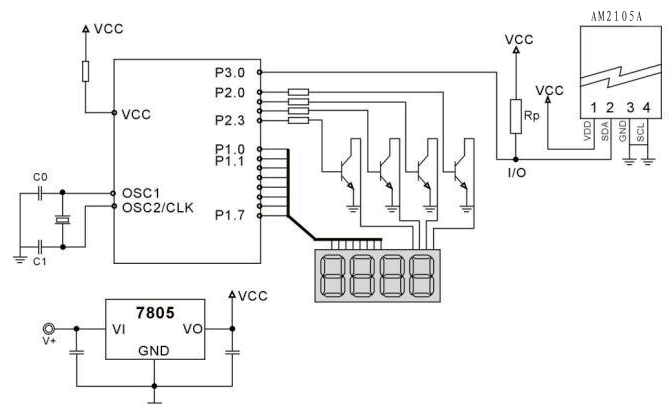 AM2105A
VCC
VCC
P3.0
P2.0
VCC
1 2 3 4
VCC
P2.3
Rp
VDD
SDA
GND
SCL
P1.0
P1.1
I/O
C0
OSC1
OSC2/CLK
P1.7
C1
VCC
7805
VI
VO
V+
GND